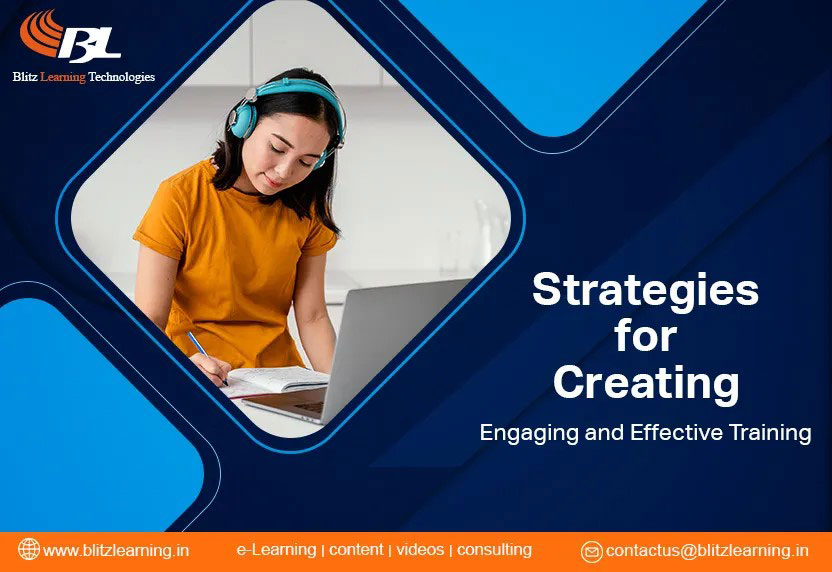 BL
Blitz Learning Technologies
Strategies
for
Creating
Engaging and Effective Training
www.blitzlearning.in
e-Learning | content | videos | consulting
contactus@blitzlearning.in